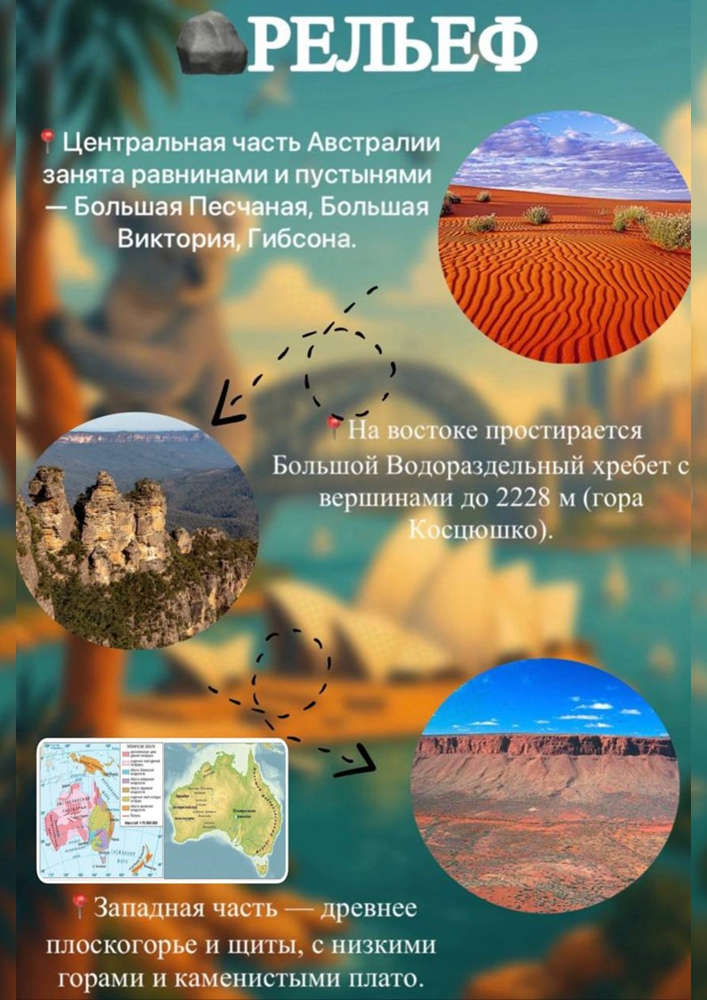 РЕЛЬЕФ
Центральная часть Австралии
занята равнинами и пустынями
— Большая Песчаная, Большая
Виктория, Гибсона.
На востоке простирается
Большой Водораздельный хребет с
вершинами до 2228 м (гора
Косцюшко).
Западная часть — древнее
плоскогорье и щиты, с низкими
горами и каменистыми плато.